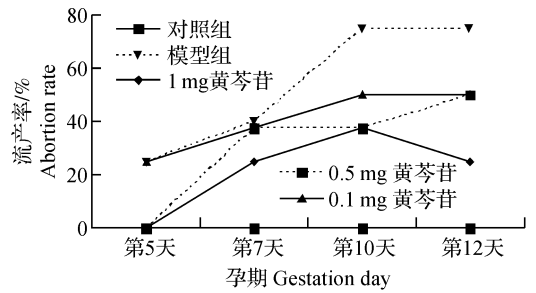 流产率/%
Abortion rate
80
60
40
20
0
对照组
模型组
1 mg黄芩苷
0.5 mg 黄芩苷
0.1 mg 黄芩苷
第5天 第7天 第10天 第12天
孕期 Gestation day